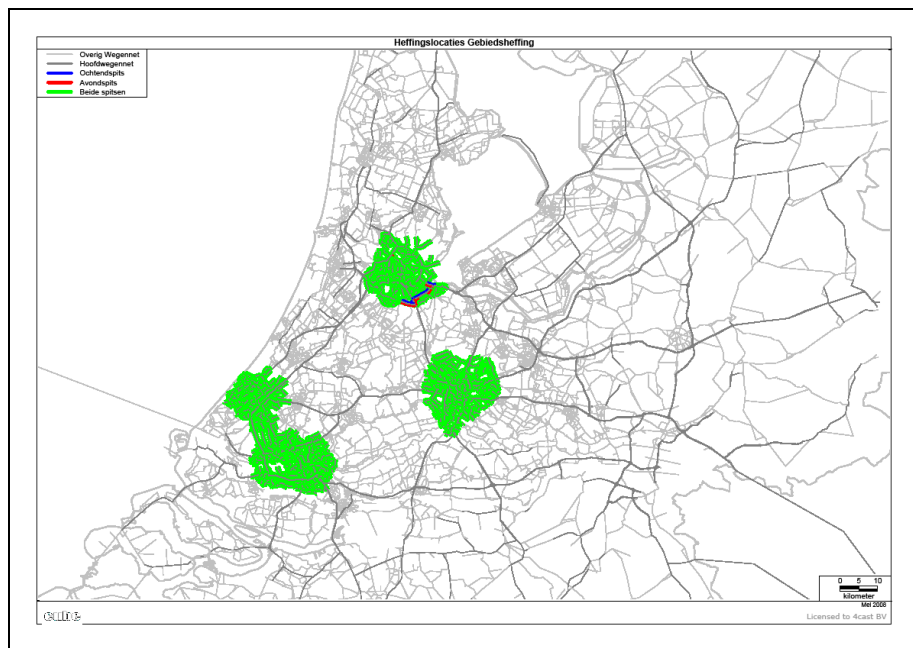 Heffingslocaties Gebiedsheffing
Overig Wegennet
Hoofdwegennet
Ochtendspits
Avondspits
Beide spitsen
0 5 10
kilometer
Mei 2008
cube
Licensed to 4cast BV